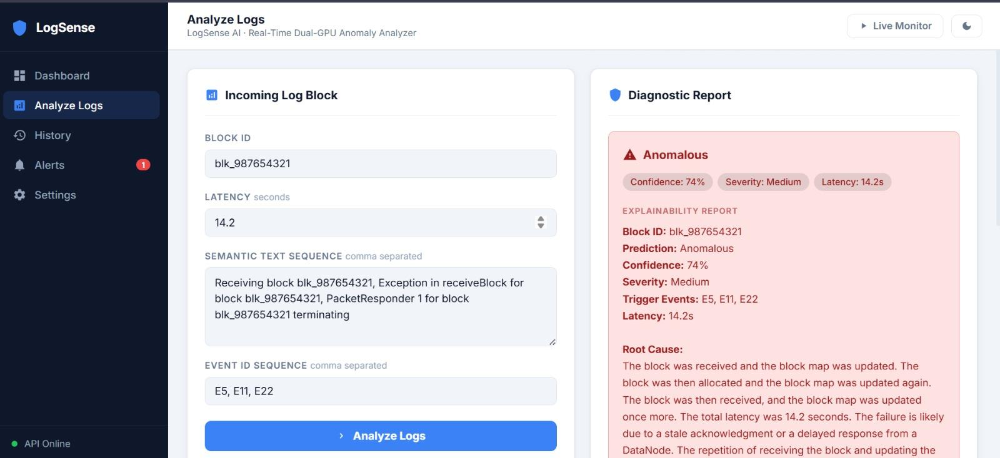 LogSense
Dashboard
Analyze Logs
History
Alerts
1
Settings
API Online
Analyze Logs
LogSense AI · Real-Time Dual-GPU Anomaly Analyzer
Live Monitor
Incoming Log Block
BLOCK ID
blk_987654321
LATENCY seconds
14.2
SEMANTIC TEXT SEQUENCE comma separated
Receiving block blk_987654321, Exception in receiveBlock for
block blk_987654321, PacketResponder 1 for block
blk_987654321 terminating
EVENT ID SEQUENCE comma separated
E5, E11, E22
Analyze Logs
Diagnostic Report
Anomalous
Confidence: 74%
Severity: Medium
Latency: 14.2s
EXPLAINABILITY REPORT
Block ID: blk_987654321
Prediction: Anomalous
Confidence: 74%
Severity: Medium
Trigger Events: E5, E11, E22
Latency: 14.2s
Root Cause:
The block was received and the block map was updated. The
block was then allocated and the block map was updated again.
The block was then received, and the block map was updated
once more. The total latency was 14.2 seconds. The failure is likely
due to a stale acknowledgment or a delayed response from a
DataNode. The repetition of receiving the block and updating the